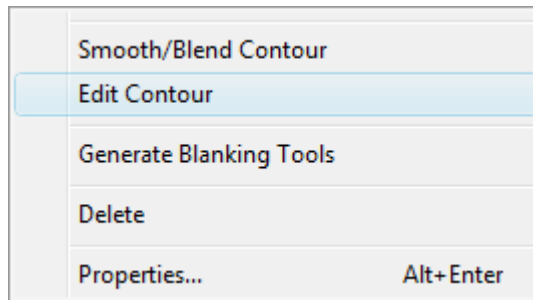 Smooth/Blend Contour
Edit Contour
Generate Blanking Tools
Delete
Properties... Alt+Enter